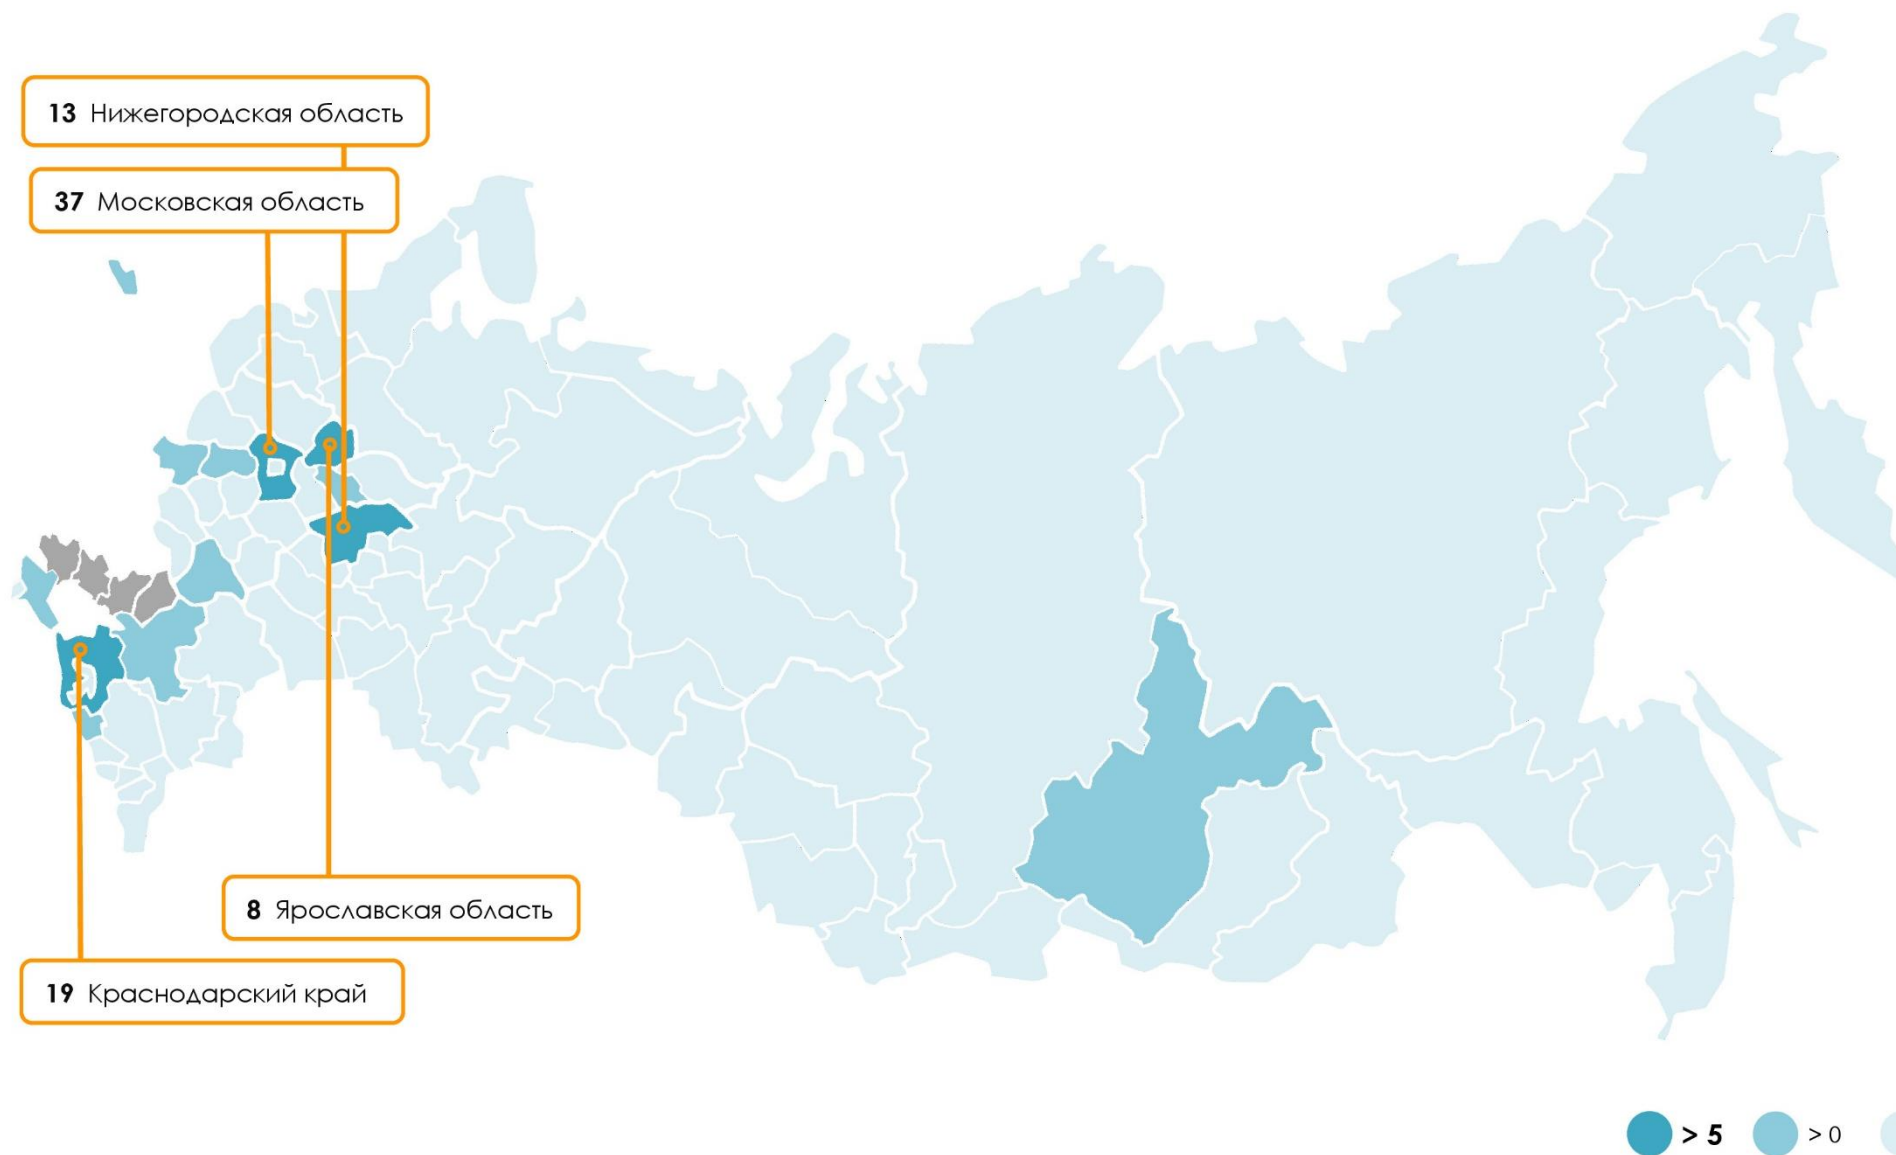 13 Нижегородская область
37 Московская область
8 Ярославская область
19 Краснодарский край
> 5 > 0